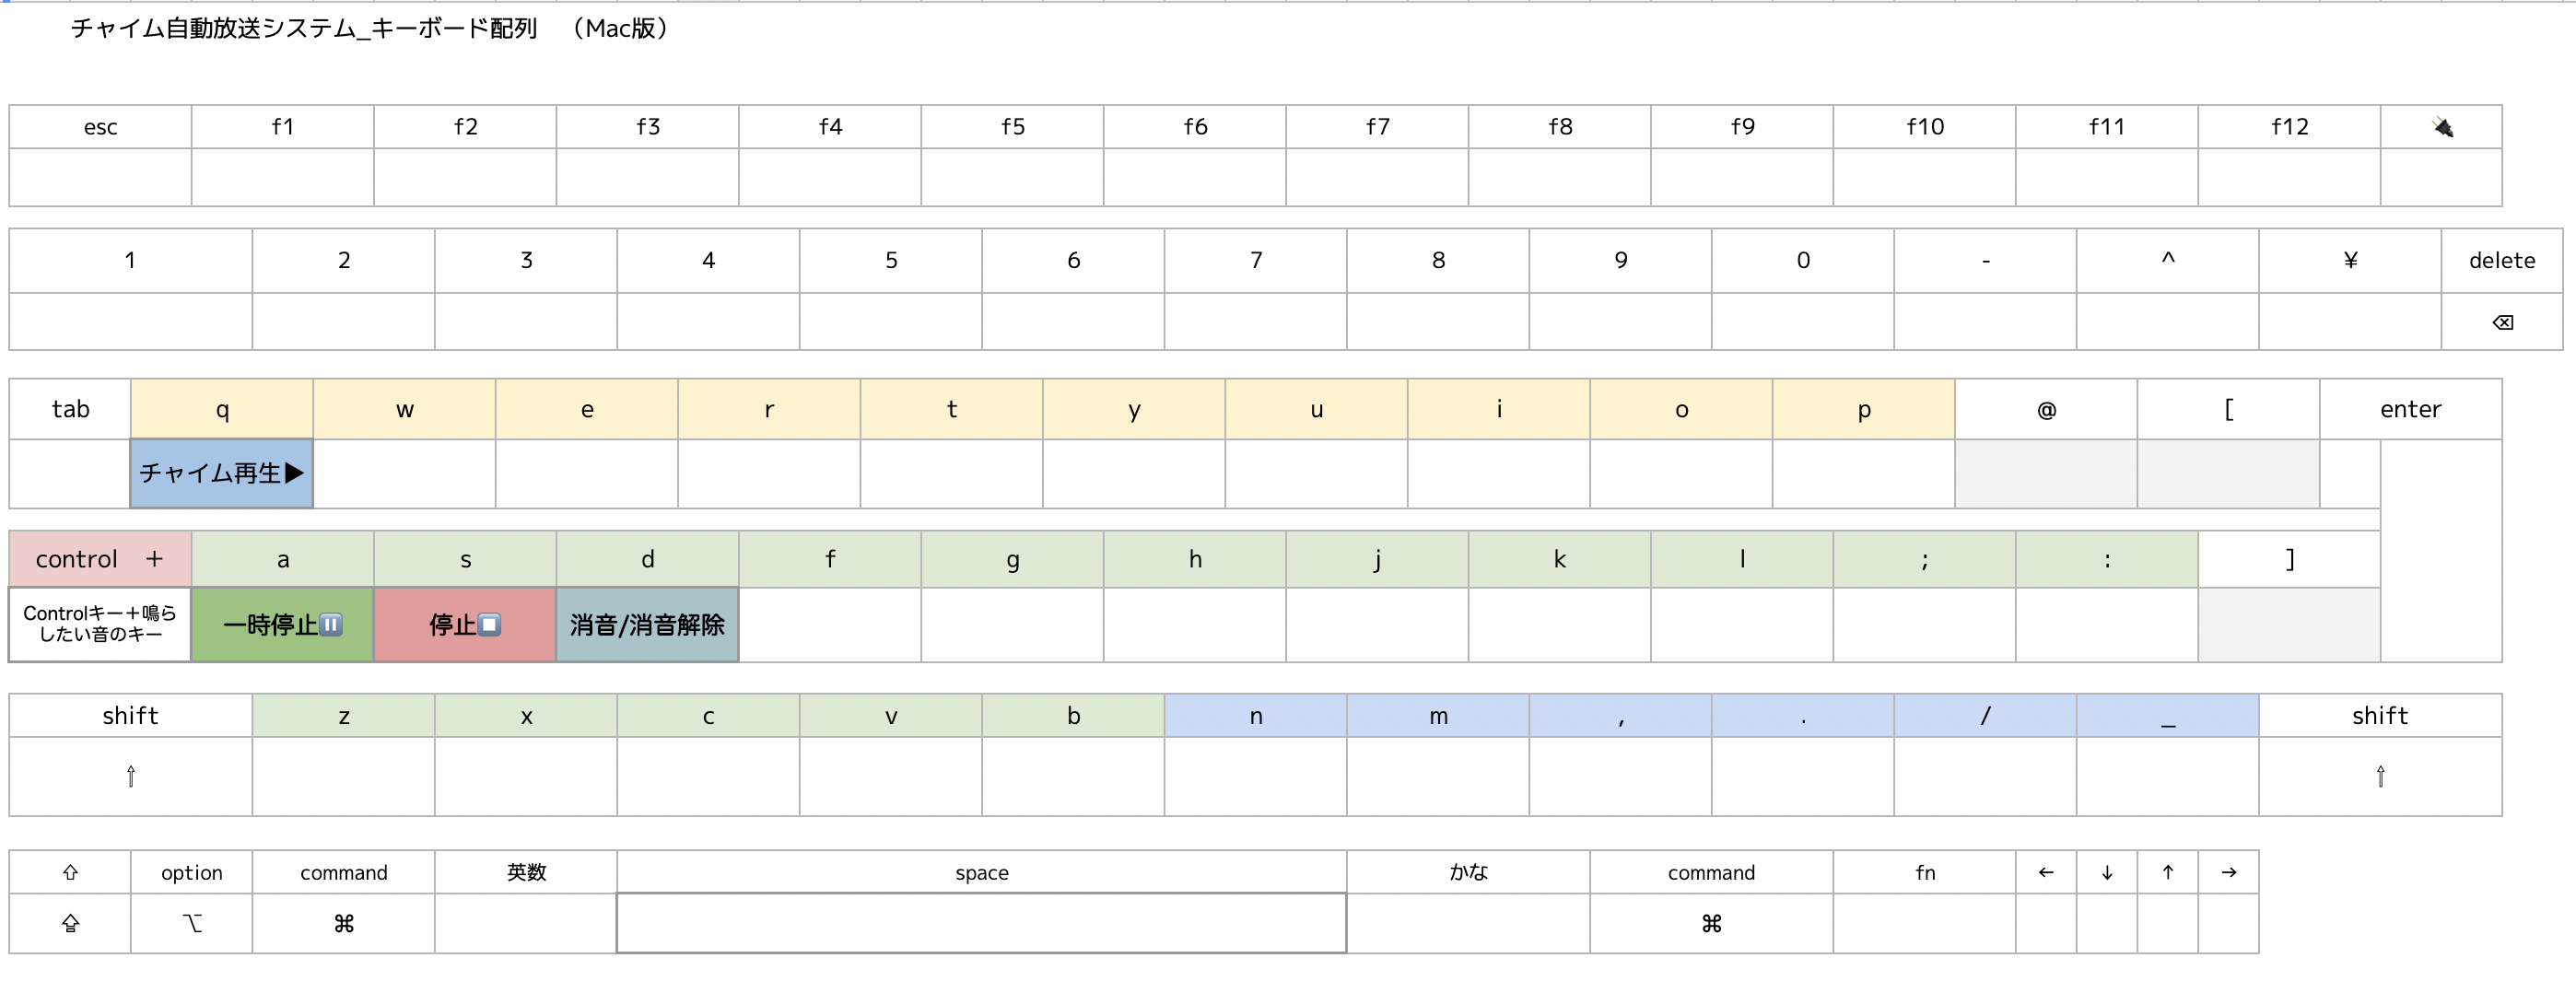 チャイム自動放送システム_キーボード配列　（Mac版）
esc f1 f2 f3 f4 f5 f6 f7 f8 f9 f10 f11 f12 🔌
1 2 3 4 5 6 7 8 9 0 - ^ ¥ delete
⌫
tab q w e r t y u i o p @ [ enter
チャイム再生▶
control　+ a s d f g h j k l ; : ]
Controlキー＋鳴ら
したい音のキー
一時停止⏸ 停止⏹ 消音/消音解除
shift z x c v b n m , . / _ shift
⇧ ⇧
⇧ option command 英数 space かな command fn ← ↓ ↑ →
⇪ ⌥ ⌘ ⌘